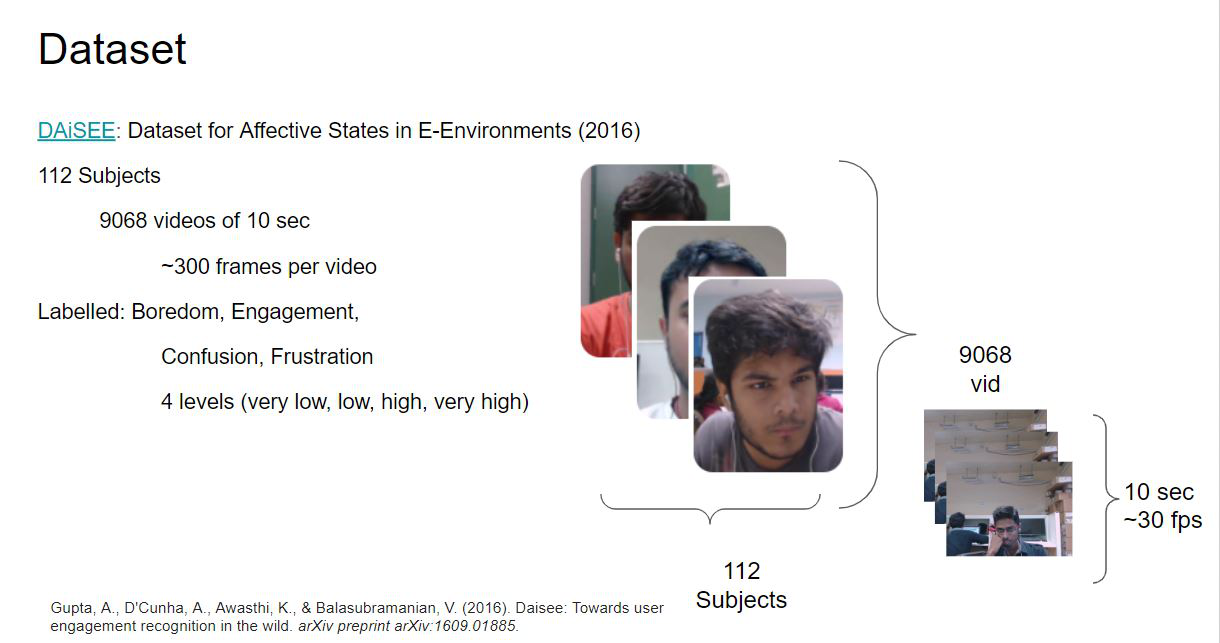 Dataset
DAiSEE: Dataset for Affective States in E-Environments (2016)
112 Subjects
9068 videos of 10 sec
~300 frames per video
Labelled: Boredom, Engagement,
Confusion, Frustration
4 levels (very low, low, high, very high)
9068
vid
10 sec
~30 fps
112
Subjects
Gupta, A., D'Cunha, A., Awasthi, K., & Balasubramanian, V. (2016). Daisee: Towards user
engagement recognition in the wild. arXiv preprint arXiv:1609.01885.